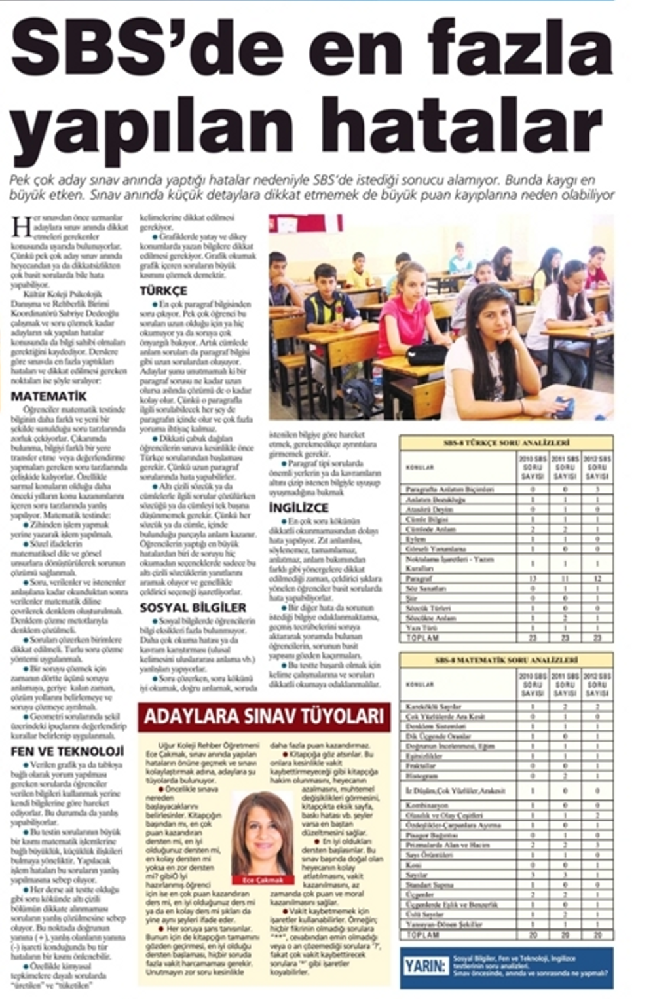 SBS'de en fazla
yapılan hatalar
Pek çok aday sınav anında yaptığı hatalar nedeniyle SBS'de istediği sonucu alamıyor. Bunda kaygı en
büyük etken. Sınav anında küçük detaylara dikkat etmemek de büyük puan kayıplarına neden olabiliyor
Her sınavdan önce uzmanlar
adaylara sınav anında dikkat
etmeleri gerekenler
konusunda uyarıda bulunuyorlar.
Çünkü pek çok aday sınav anında
heyecandan ya da dikkatsizlikten
çok basit sorularda bile hata
yapabiliyor.
Kültür Koleji Psikolojik
Danışma ve Rehberlik Birimi
Koordinatörü Sabriye Dedeoğlu
çalışmak ve soru çözmek kadar
adayların sık yapılan hatalar
konusunda da bilgi sahibi olmaları
gerektiğini kaydediyor. Derslere
göre sınavda en fazla yaptıkları
hataları ve dikkat edilmesi gereken
noktaları ise şöyle sıralıyor:
MATEMATİK
Öğrenciler matematik testinde
bilginin daha farklı ve yeni bir
şekilde sunulduğu soru tarzlarında
zorluk çekiyorlar. Çıkarımda
bulunma, bilgiyi farklı bir yere
transfer etme veya değerlendirme
yapmaları gereken soru tarzlarında
çelişkide kalıyorlar. Özellikle
sarmal konuların olduğu daha
önceki yılların konu kazanımlarını
içeren soru tarzlarında yanlış
yapılıyor. Matematik testinde:
● Zihinden işlem yapmak
yerine yazarak işlem yapılmalı.
● Sözel ifadelerin
matematiksel dile ve görsel
unsurlara dönüştürülerek sorunun
çözümü sağlanmalı.
● Soru, verilenler ve istenenler
anlaşılana kadar okunduktan sonra
verilenler matematik diline
çevrilerek denklem oluşturulmalı.
Denklem çözme metotlarıyla
denklem çözülmeli.
● Soruları çözerken birimlere
dikkat edilmeli. Turlu soru çözme
yöntemi uygulanmalı.
● Bir soruyu çözmek için
zamanın dörtte üçünü soruyu
anlamaya, geriye kalan zaman,
çözüm yollarını belirlemeye ve
soruyu çözmeye ayrılmalı.
● Geometri sorularında şekil
üzerindeki ipuçlarını değerlendirip
kurallar belirlenip uygulanmalı.
FEN VE TEKNOLOJİ
● Verilen grafik ya da tabloya
bağlı olarak yorum yapılması
gereken sorularda öğrenciler
verilen bilgileri kullanmak yerine
kendi bilgilerine göre hareket
ediyorlar. Bu durumda da yanlış
yapabiliyorlar.
● Bu testin sorularının büyük
bir kısmı matematik işlemlerine
bağlı büyüklük, küçüklük ilişkileri
bulmaya yöneliktir. Yapılacak
işlem hataları bu soruların yanlış
yapılmasına sebep oluyor.
● Her derse ait testte olduğu
gibi soru kökünde altı çizili
bölümün dikkate alınmaması
soruların yanlış çözülmesine sebep
oluyor. Bu noktada doğrunun
yanına (+), yanlış olanların yanına
(-) işareti konduğunda bu tür
hataların bir kısmı önlenebilir.
● Özellikle kimyasal
tepkimelere dayalı sorularda
"üretilen" ve "tüketilen"
kelimelerine dikkat edilmesi
gerekiyor.
● Grafiklerde yatay ve dikey
konumlarda yazan bilgilere dikkat
edilmesi gerekiyor. Grafik okumak
grafik içeren soruların büyük
kısmını çözmek demektir.
TÜRKÇE
● En çok paragraf bilgisinden
soru çıkıyor. Pek çok öğrenci bu
soruları uzun olduğu için ya hiç
okumuyor ya da soruya çok
önyargılı bakıyor. Artık cümlede
anlam soruları da paragraf bilgisi
gibi uzun sorulardan oluşuyor.
Adaylar şunu unutmamalı ki bir
paragraf sorusu ne kadar uzun
olursa aslında çözümü de o kadar
kolay olur. Çünkü o paragrafla
ilgili sorulabilecek her şey de
paragrafın içinde olur ve çok fazla
yoruma ihtiyaç kalmaz.
● Dikkati çabuk dağılan
öğrencilerin sınava kesinlikle önce
Türkçe sorularından başlaması
gerekir. Çünkü uzun paragraf
sorularında hata yapabilirler.
● Altı çizili sözcük ya da
cümlelerle ilgili sorular çözülürken
sözcüğü ya da cümleyi tek başına
düşünmemek gerekir. Çünkü her
sözcük ya da cümle, içinde
bulunduğu parçayla anlam kazanır.
Öğrencilerin yaptığı en büyük
hatalardan biri de soruyu hiç
okumadan seçeneklerde sadece bu
altı çizili sözcüklerin yanıtlarını
aramak oluyor ve genellikle
çeldirici seçeneği işaretliyorlar.
SOSYAL BİLGİLER
● Sosyal bilgilerde öğrencilerin
bilgi eksikleri fazla bulunmuyor.
Daha çok okuma hatası ya da
kavram karıştırması (ulusal
kelimesini uluslararası anlama vb.)
yanlışları yapıyorlar.
● Soru çözerken, soru kökünü
iyi okumak, doğru anlamak, soruda
istenilen bilgiye göre hareket
etmek, gerekmedikçe ayrıntılara
girmemek gerekir.
● Paragraf tipi sorularda
önemli yerlerin ya da kavramların
altını çizip istenen bilgiyle uyuşup
uyuşmadığına bakmak
İNGİLİZCE
● En çok soru kökünün
dikkatli okunmamasından dolayı
hata yapılıyor. Zıt anlamlısı,
söylenemez, tamamlamaz,
anlatmaz, anlam bakımından
farklı gibi yönergelere dikkat
edilmediği zaman, çeldirici şıklara
yönelen öğrenciler basit sorularda
hata yapabiliyorlar.
● Bir diğer hata da sorunun
istediği bilgiye odaklanmaktansa,
geçmiş tecrübelerini soruya
aktararak yorumda bulunan
öğrencilerin, sorunun basit
yapısını gözden kaçırmaları.
● Bu testte başarılı olmak için
kelime çalışmalarına ve soruları
dikkatli okumaya odaklanmalılar.
SBS-8 TÜRKÇE SORU ANALİZLERİ
KONULAR 2010 SBS SORU SAYISI 2011 SBS SORU SAYISI 2012 SBS SORU SAYISI
Paragrafta Anlatım Biçimleri 0 0 3
Anlatım Bozukluğu 1 1 1
Atasözü Deyim 0 1 0
Cümle Bilgisi 1 1 1
Cümlede Anlam 2 2 1
Eylem 1 1 0
Görseli Yorumlama 1 0 0
Noktalama İşaretleri - Yazım
Kuralları 1 1 1
Paragraf 13 11 12
Söz Sanatları 0 1 1
Şiir 0 0 1
Sözcük Türleri 1 0 0
Sözcükte Anlam 1 2 1
Yazı Türü 1 1 1
TOPLAM 23 23 23
SBS-8 MATEMATİK SORU ANALİZLERİ
KONULAR 2010 SBS SORU SAYISI 2011 SBS SORU SAYISI 2012 SBS SORU SAYISI
Kareköklü Sayılar 1 2 2
Çok Yüzlülerde Ara Kesit 0 1 0
Denklem Sistemleri 1 1 1
Dik Üçgende Oranlar 1 0 1
Doğrunun İncelenmesi, Eğim 1 1 1
Eşitsizlikler 1 1 1
Fraktallar 0 0 1
Histogram 0 2 1
İz Düşüm,Çok Yüzlüler,Arakesit 1 0 0
Kombinasyon 1 0 0
Olasılık ve Olay Çeşitleri 1 1 2
Özdeşlikler-Çarpanlara Ayırma 1 0 1
Pisagor Bağıntısı 0 1 0
Prizmalarda Alan ve Hacim 2 2 3
Sayı Örüntüleri 1 1 0
Koni 0 0 1
Sayılar 3 3 1
Standart Sapma 1 0 0
Üçgenler 2 2 1
Üçgenlerde Eşlik ve Benzerlik 1 0 1
Üslü Sayılar 1 2 1
Yansıyan-Dönen Şekiller 1 1 1
TOPLAM 20 20 20
ADAYLARA SINAV TÜYOLARI
Uğur Koleji Rehber Öğretmeni
Ece Çakmak, sınav anında yapılan
hataların önüne geçmek ve sınavı
kolaylaştırmak adına, adaylara şu
tüyolarda bulunuyor.
● Öncelikle sınava
nereden
başlayacaklarını
belirlesinler. Kitapçığın
başından mı, en çok
puan kazandıran
dersten mi, en iyi
olduğunuz dersten mi,
en kolay dersten mi
yoksa en zor dersten
mi? gibiÖ İyi
hazırlanmış öğrenci
için ise en çok puan kazandıran
ders mi, en iyi olduğunuz ders mi
ya da en kolay ders mi şıkları da
yine aynı şeyleri ifade eder.
● Her soruya şans tanısınlar.
Bunun için de kitapçığın tamamını
gözden geçirmesi, en iyi olduğu
dersten başlaması, hiçbir soruda
fazla vakit harcamaması gerekir.
Unutmayın zor soru kesinlikle
daha fazla puan kazandırmaz.
● Kitapçığa göz atsınlar. Bu
onlara kesinlikle vakit
kaybettirmeyeceği gibi kitapçığa
hakim olunmasını, heyecanın
azalmasını, muhtemel
değişiklikleri görmesini,
kitapçıkta eksik sayfa,
baskı hatası vb. şeyler
varsa en baştan
düzeltmesini sağlar.
● En iyi oldukları
dersten başlasınlar. Bu
sınav başında doğal olan
heyecanın kolay
atlatılmasını, vakit
kazanılmasını, az
zamanda çok puan ve moral
kazanılmasını sağlar.
● Vakit kaybetmemek için
işaretler kullanabilirler. Örneğin;
hiçbir fikrinin olmadığı sorulara
"**", cevabından emin olmadığı
veya o an çözemediği sorulara '?',
fakat çok vakit kaybettirecek
sorulara '*' gibi işaretler
koyabilirler.
Ece Çakmak
YARIN:
Sosyal Bilgiler, Fen ve Teknoloji, İngilizce
testlerinin soru analizleri.
Sınav öncesinde, anında ve sonrasında ne yapmalı?